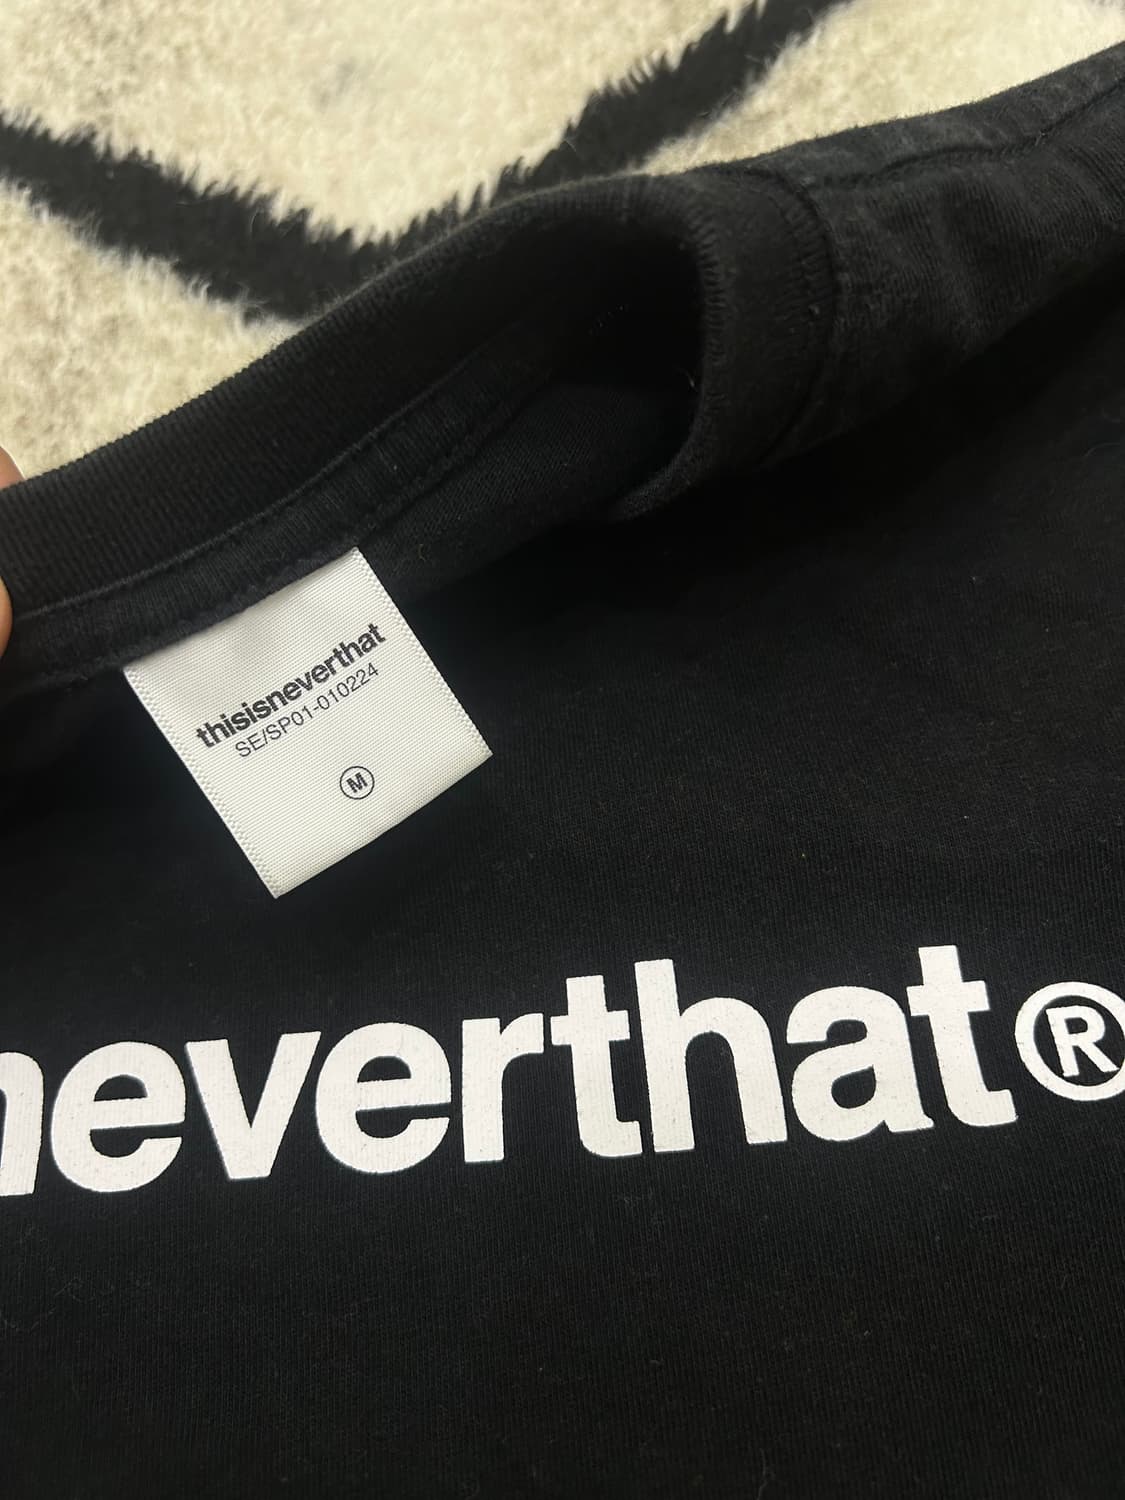 thisisneverthat
SE/SP01-010224
M
neverthat®